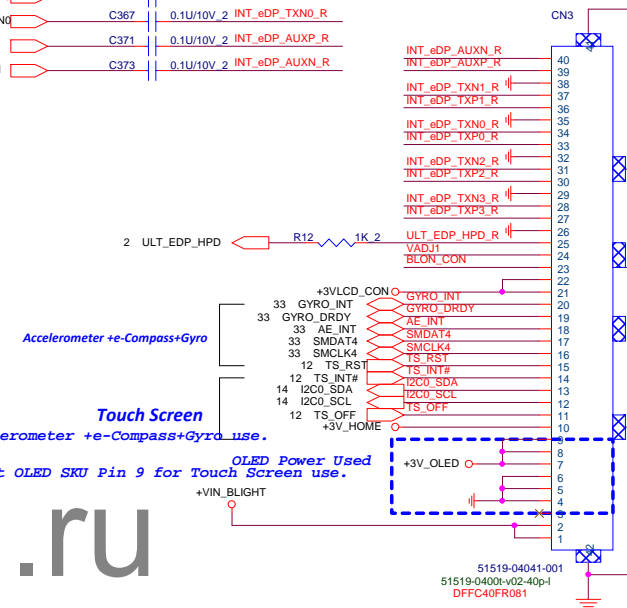 N0
C367 0.1U/10V_2 INT_eDP_TXN0_R
C371 0.1U/10V_2 INT_eDP_AUXP_R
C373 0.1U/10V_2 INT_eDP_AUXN_R
CN3
INT_eDP_AUXN_R 40
INT_eDP_AUXP_R 39
38
INT_eDP_TXN1_R 37
INT_eDP_TXP1_R 36
35
INT_eDP_TXN0_R 34
INT_eDP_TXP0_R 33
32
INT_eDP_TXN2_R 31
INT_eDP_TXP2_R 30
29
INT_eDP_TXN3_R 28
INT_eDP_TXP3_R 27
26
2 ULT_EDP_HPD R12 1K_2 ULT_EDP_HPD_R 25
VADJ1 24
BLON_CON 23
22
+3VLCD_CON 21
33 GYRO_INT GYRO_INT 20
33 GYRO_DRDY GYRO_DRDY 19
33 AE_INT AE_INT 18
33 SMDAT4 SMDAT4 17
33 SMCLK4 SMCLK4 16
12 TS_RST TS_RST 15
12 TS_INT# TS_INT# 14
14 I2C0_SDA I2C0_SDA 13
14 I2C0_SCL I2C0_SCL 12
12 TS_OFF TS_OFF 11
+3V_HOME 10
Accelerometer +e-Compass+Gyro
Touch Screen
erometer +e-Compass+Gyro use.
OLED Power Used
t OLED SKU Pin 9 for Touch Screen use.
9
8
+3V_OLED 7
6
5
4
3
+VIN_BLIGHT 2
1
42
51519-04041-001
51519-0400t-v02-40p-l
DFFC40FR081
.ru